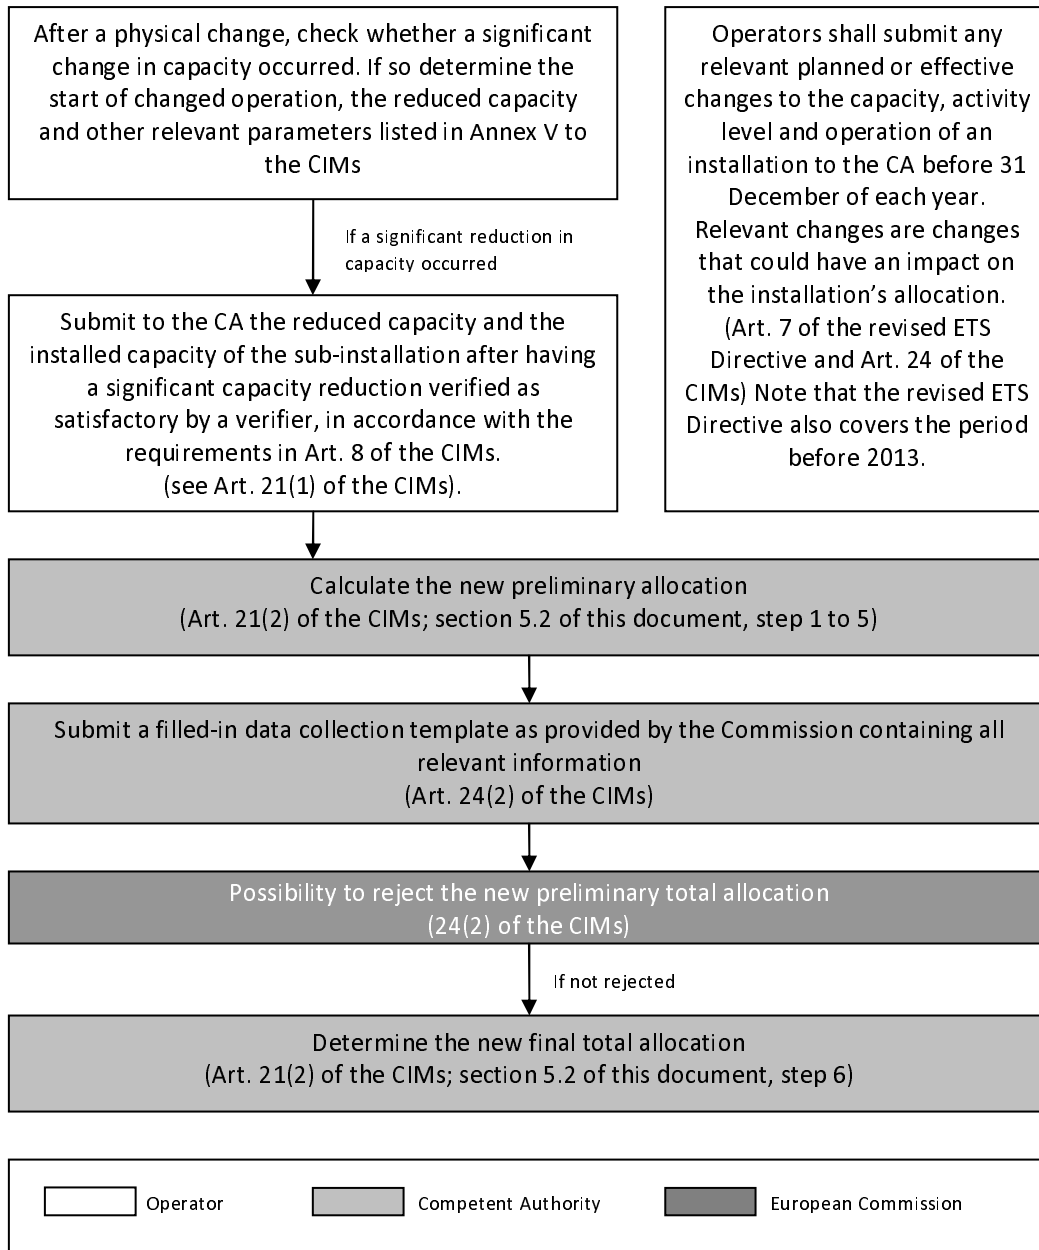 After a physical change, check whether a significant
change in capacity occurred. If so determine the
start of changed operation, the reduced capacity
and other relevant parameters listed in Annex V to
the CIMs
If a significant reduction in
capacity occurred
Submit to the CA the reduced capacity and the
installed capacity of the sub-installation after having
a significant capacity reduction verified as
satisfactory by a verifier, in accordance with the
requirements in Art. 8 of the CIMs.
(see Art. 21(1) of the CIMs).
Operators shall submit any
relevant planned or effective
changes to the capacity, activity
level and operation of an
installation to the CA before 31
December of each year.
Relevant changes are changes
that could have an impact on
the installation's allocation.
(Art. 7 of the revised ETS
Directive and Art. 24 of the
CIMs) Note that the revised ETS
Directive also covers the period
before 2013.
Calculate the new preliminary allocation
(Art. 21(2) of the CIMs; section 5.2 of this document, step 1 to 5)
Submit a filled-in data collection template as provided by the Commission containing all
relevant information
(Art. 24(2) of the CIMs)
Possibility to reject the new preliminary total allocation
(24(2) of the CIMs)
If not rejected
Determine the new final total allocation
(Art. 21(2) of the CIMs; section 5.2 of this document, step 6)
Operator
Competent Authority
European Commission